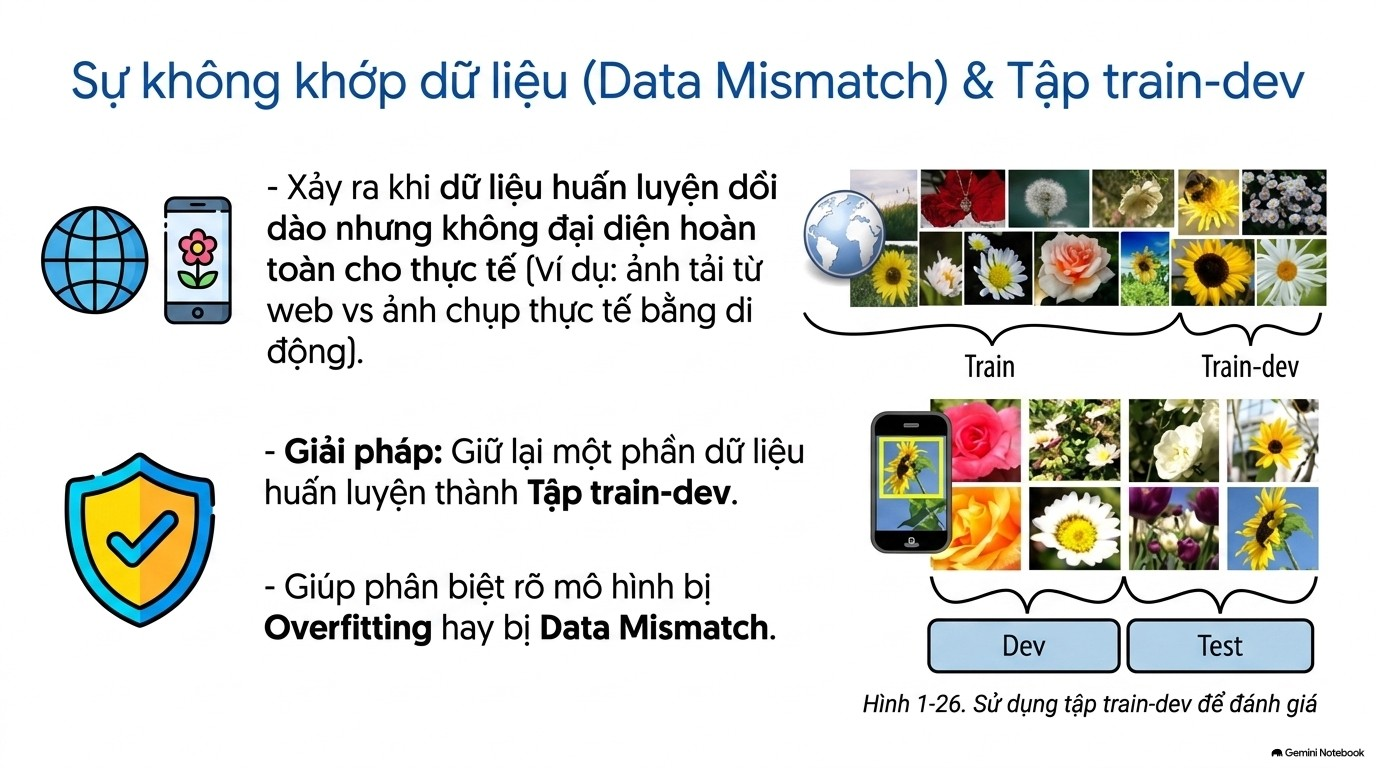 Sự không khớp dữ liệu (Data Mismatch) & Tập train-dev
- Xảy ra khi dữ liệu huấn luyện dồi
dào nhưng không đại diện hoàn
toàn cho thực tế (Ví dụ: ảnh tải từ
web vs ảnh chụp thực tế bằng di
động).
- Giải pháp: Giữ lại một phần dữ liệu
huấn luyện thành Tập train-dev.
- Giúp phân biệt rõ mô hình bị
Overfitting hay bị Data Mismatch.
Train
Train-dev
Dev
Test
Hình 1-26. Sử dụng tập train-dev để đánh giá
Gemini Notebook